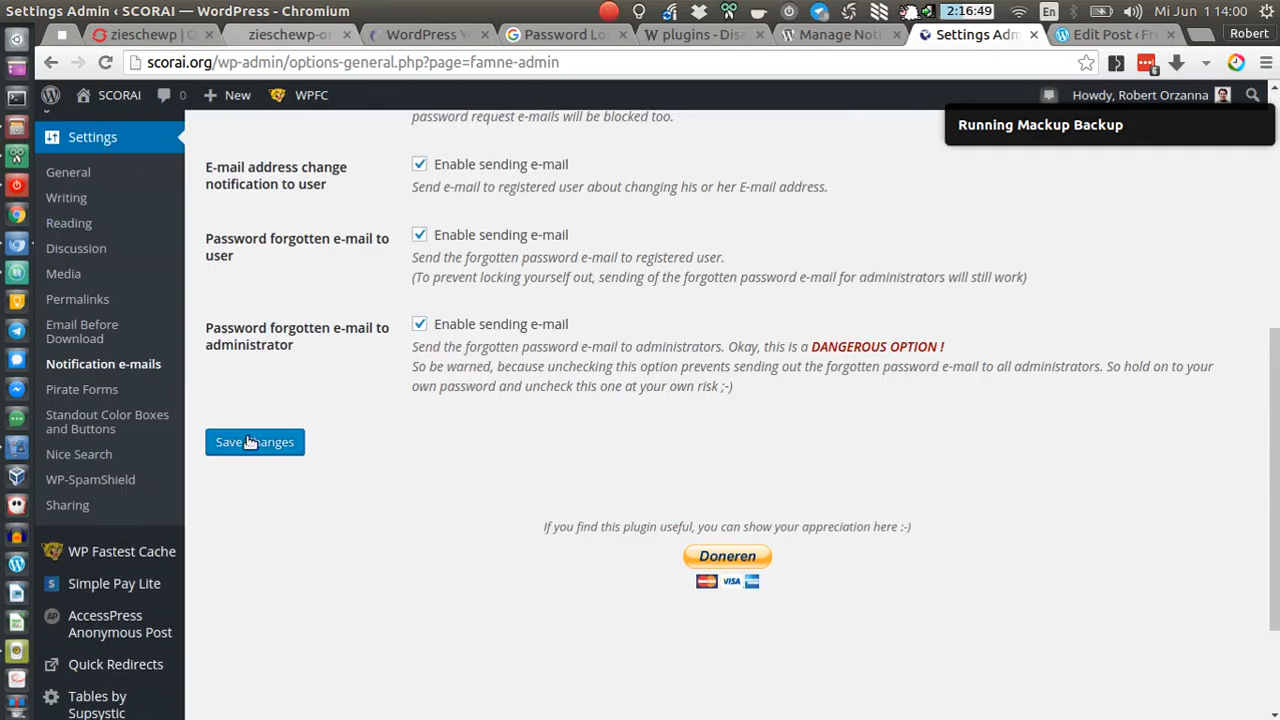 Settings Admin < SCORAI — WordPress - Chromium
2:16:49
En
Mi Jun 1 14:00
zieschewp | C
zieschewp-or
WordPress Y
Password Lo
plugins - Disa
Manage Noti
Settings Adm
Edit Post ‹ Fr
Robert
scorai.org/wp-admin/options-general.php?page=famne-admin
6
SCORAI
0
New
WPFC
Howdy, Robert Orzanna
Running Mackup Backup
Settings
General
Writing
Reading
Discussion
Media
Permalinks
Email Before
Download
Notification e-mails
Pirate Forms
Standout Color Boxes
and Buttons
Nice Search
WP-SpamShield
Sharing
WP Fastest Cache
Simple Pay Lite
AccessPress
Anonymous Post
Quick Redirects
Tables by
Supsystic
password request e-mails will be blocked too.
E-mail address change
notification to user
Enable sending e-mail
Send e-mail to registered user about changing his or her E-mail address.
Password forgotten e-mail to
user
Enable sending e-mail
Send the forgotten password e-mail to registered user.
(To prevent locking yourself out, sending of the forgotten password e-mail for administrators will still work)
Password forgotten e-mail to
administrator
Enable sending e-mail
Send the forgotten password e-mail to administrators. Okay, this is a DANGEROUS OPTION !
So be warned, because unchecking this option prevents sending out the forgotten password e-mail to all administrators. So hold on to your
own password and uncheck this one at your own risk ;-)
Save Changes
If you find this plugin useful, you can show your appreciation here :-)
Doneren
VISA